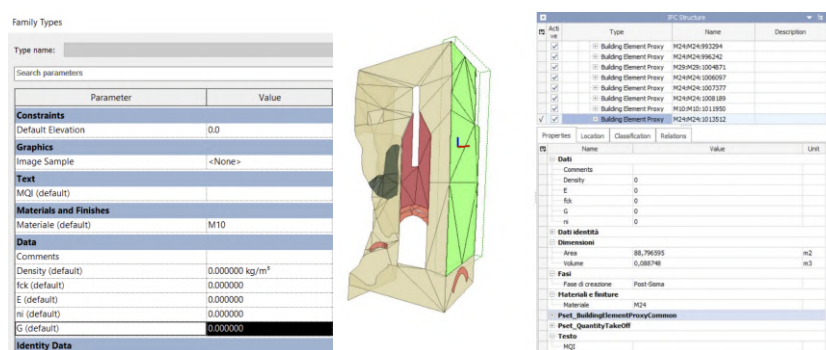 Family Types
Type name:
Search parameters
Parameter Value
Constraints
Default Elevation 0.0
Graphics
Image Sample <None>
Text
MQI (default)
Materials and Finishes
Materiale (default) M10
Data
Comments
Density (default) 0.000000 kg/m³
fck (default) 0.000000
E (default) 0.000000
ni (default) 0.000000
G (default) 0.000000
Identity Data
IFC Structure
Acti ve Type Name Description
Building Element Proxy M24:M24:993294
Building Element Proxy M24:M24:996242
Building Element Proxy M29:M29:1004871
Building Element Proxy M24:M24:1006097
Building Element Proxy M24:M24:1007377
Building Element Proxy M24:M24:1008189
Building Element Proxy M10:M10:1011950
Building Element Proxy M24:M24:1013512
Properties Location Classification Relations
Name Value Unit
Dati
Comments
Density 0
E 0
fck 0
G 0
ni 0
Dati identità
Dimensioni
Area 88,796595 m2
Volume 0,088748 m3
Fasi
Fase di creazione Post-Sisma
Materiali e finiture
Materiale M24
Pset_BuildingElementProxyCommon
Pset_QuantityTakeOff
Testo
MQI